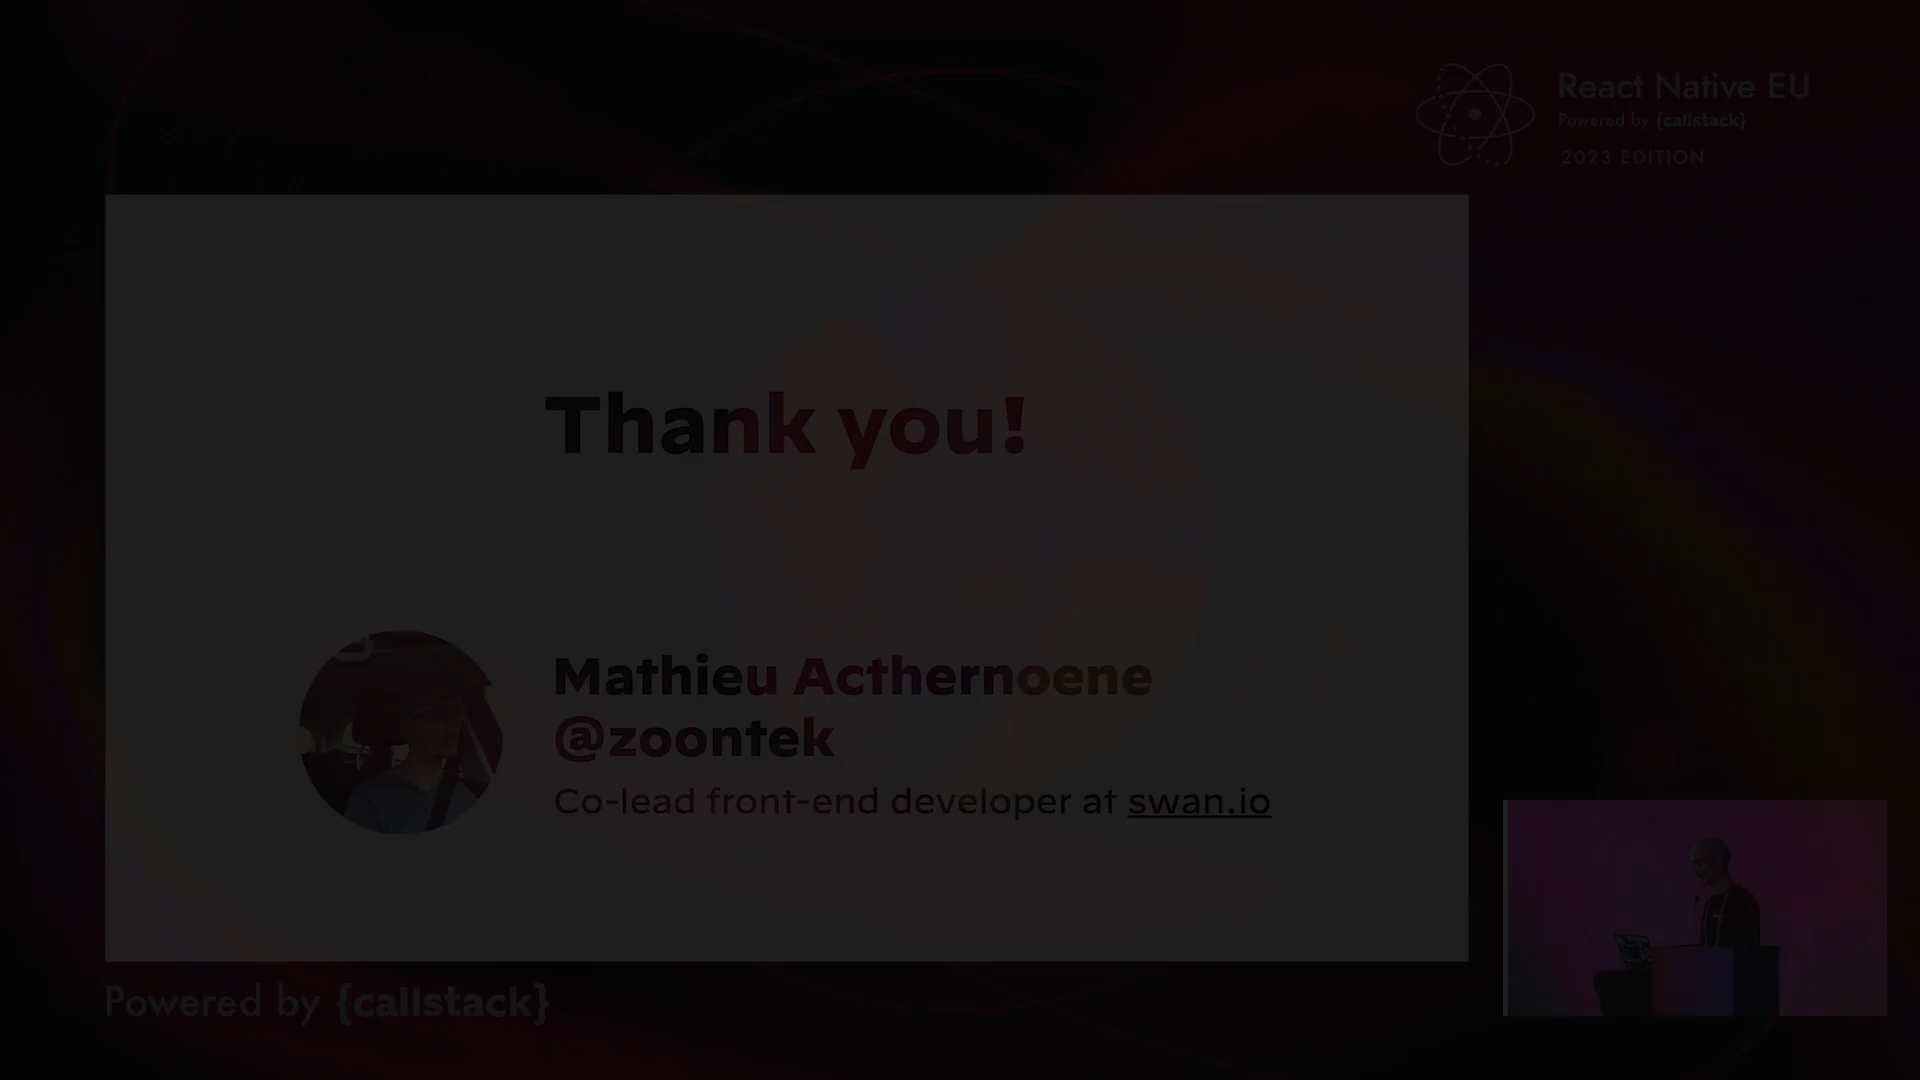 React Native EU
Powered by {callstack}
2023 EDITION
Thank you!
Mathieu Acthernoene
@zoontek
Co-lead front-end developer at swan.io
Powered by {callstack}